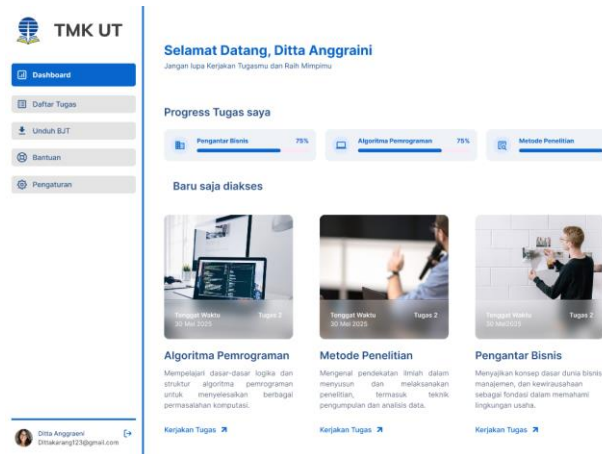 TMK UT
Dashboard
Daftar Tugas
Unduh BJT
Bantuan
Pengaturan
Ditta Anggraeni
Dittakarang123@gmail.com
Selamat Datang, Ditta Anggraini
Jangan lupa Kerjakan Tugasmu dan Raih Mimpimu
Progress Tugas saya
Pengantar Bisnis 75%
Algoritma Pemrograman 75%
Metode Penelitian
Baru saja diakses
Tenggat Waktu Tugas 2
30 Mei 2025
Algoritma Pemrograman
Mempelajari dasar-dasar logika dan
struktur algoritma pemrograman
untuk menyelesaikan berbagai
permasalahan komputasi.
Kerjakan Tugas
Tenggat Waktu Tugas 2
30 Mei 2025
Metode Penelitian
Mengenal pendekatan ilmiah dalam
menyusun dan melaksanakan
penelitian, termasuk teknik
pengumpulan dan analisis data.
Kerjakan Tugas
Tenggat Waktu Tugas 2
30 Mei2025
Pengantar Bisnis
Menyajikan konsep dasar dunia bisnis
manajemen, dan kewirausahaan
sebagai fondasi dalam memahami
lingkungan usaha.
Kerjakan Tugas